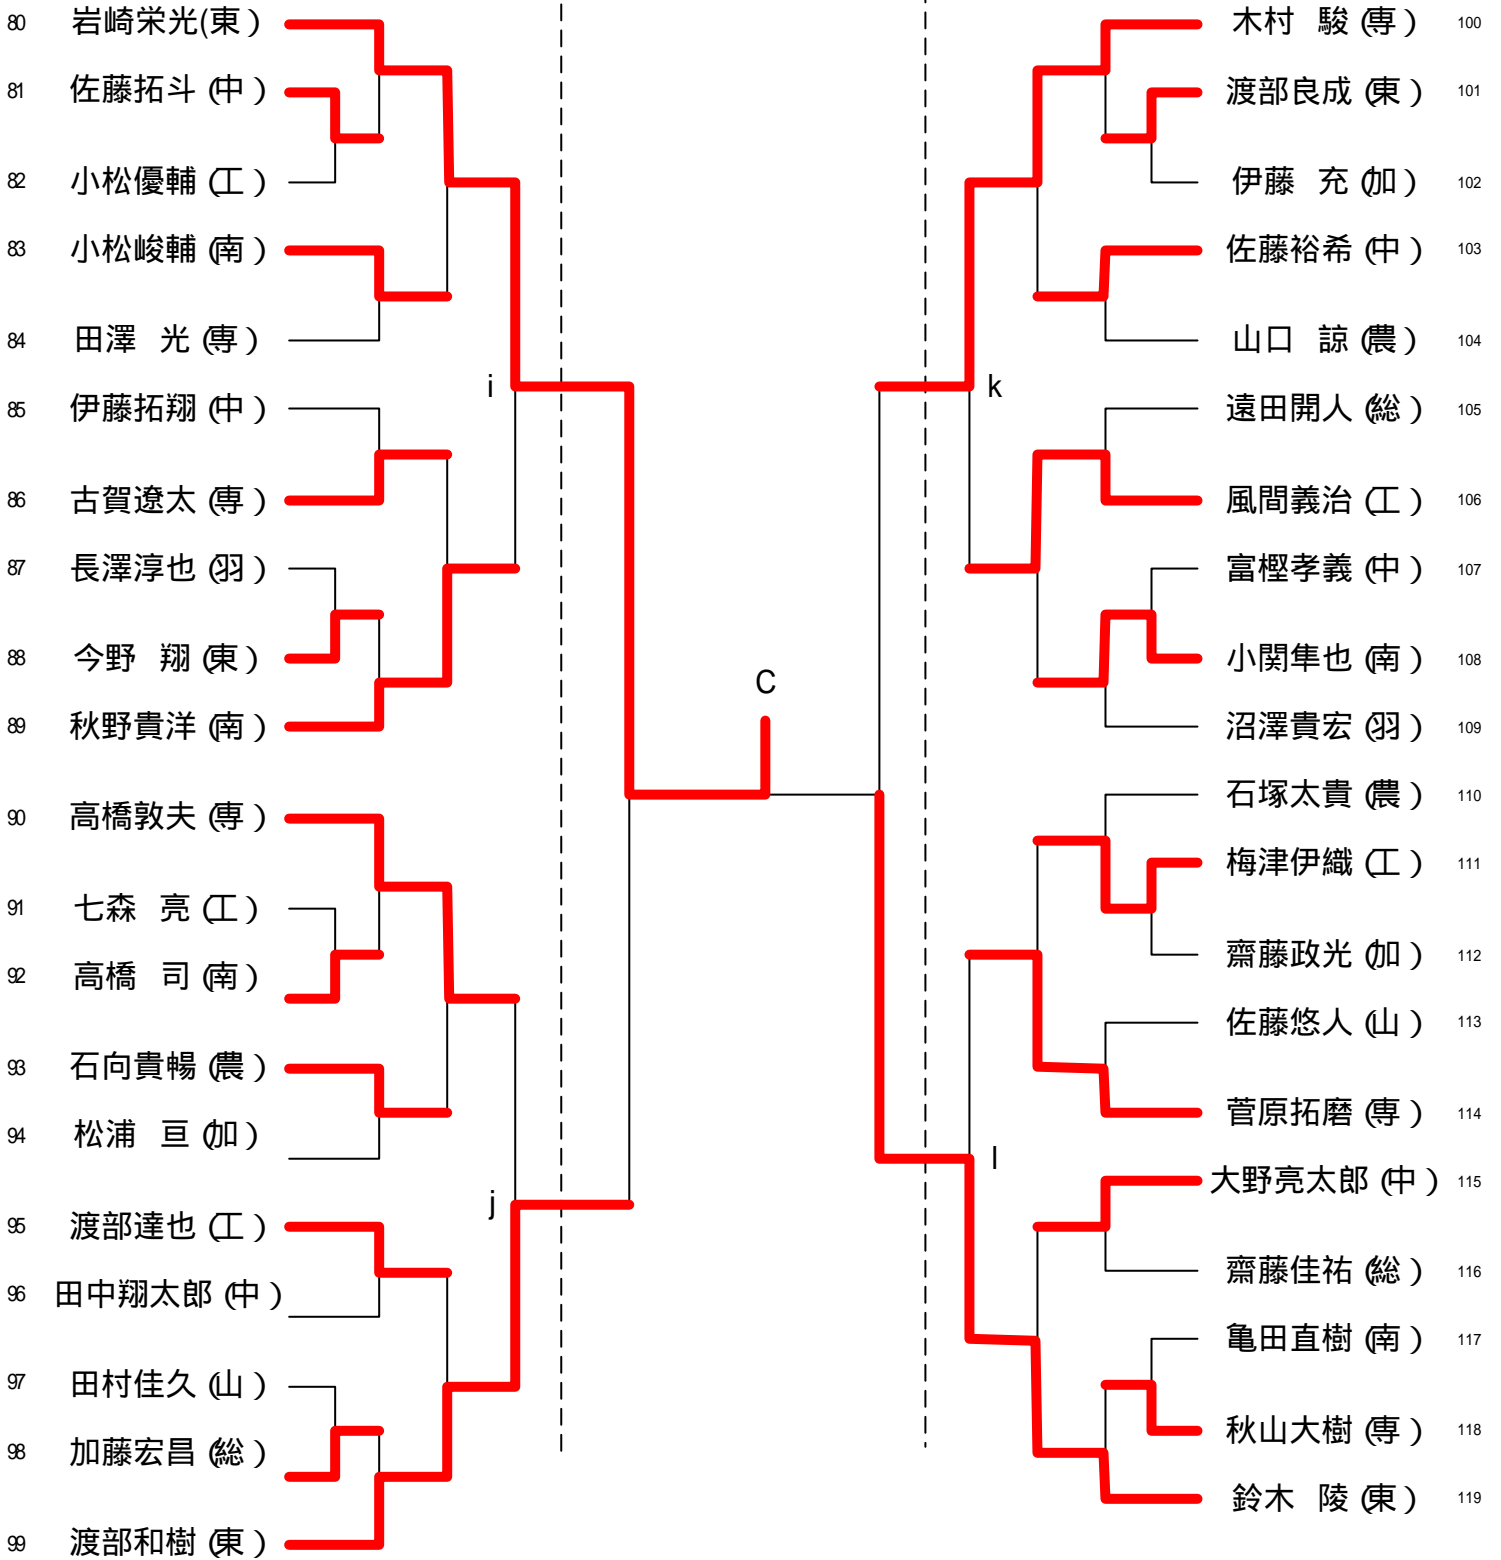 80 岩崎栄光(東)
81 佐藤拓斗(中)
82 小松優輔(工)
83 小松峻輔(南)
84 田澤 光(専)
85 伊藤拓翔(中)
86 古賀遼太(専)
87 長澤淳也(羽)
88 今野 翔(東)
89 秋野貴洋(南)
90 高橋敦夫(専)
91 七森 亮(工)
92 高橋 司(南)
93 石向貴暢(農)
94 松浦 亘(加)
95 渡部達也(工)
96 田中翔太郎(中)
97 田村佳久(山)
98 加藤宏昌(総)
99 渡部和樹(東)
i
j
C
k
l
木村 駿(専) 100
渡部良成(東) 101
伊藤 充(加) 102
佐藤裕希(中) 103
山口 諒(農) 104
遠田開人(総) 105
風間義治(工) 106
富樫孝義(中) 107
小関隼也(南) 108
沼澤貴宏(羽) 109
石塚太貴(農) 110
梅津伊織(工) 111
齋藤政光(加) 112
佐藤悠人(山) 113
菅原拓磨(専) 114
大野亮太郎(中) 115
齋藤佳祐(総) 116
亀田直樹(南) 117
秋山大樹(専) 118
鈴木 陵(東) 119